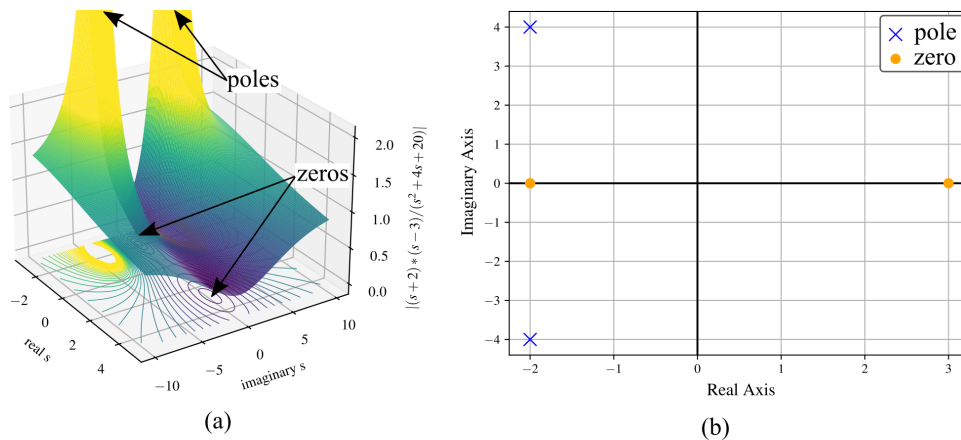 poles
zeros
2.0
1.5
1.0
0.5
0.0
|(s+2)*(s−3)/(s²+4s+20)|
−2
0
2
4
real s
−10
−5
0
5
10
imaginary s
(a)
pole
zero
4
3
2
1
0
−1
−2
−3
−4
Imaginary Axis
−2
−1
0
1
2
3
Real Axis
(b)